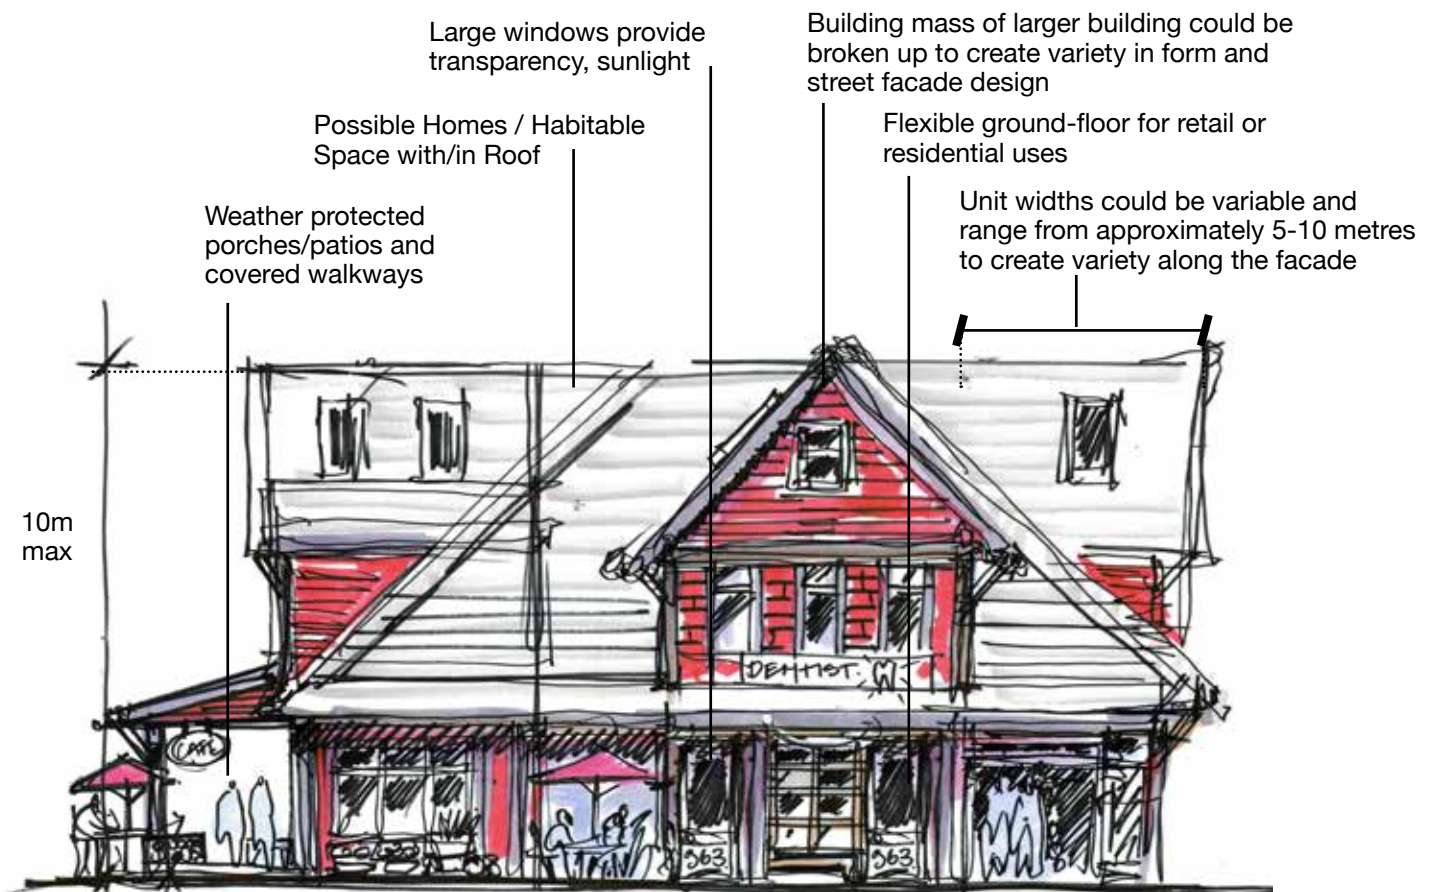 Large windows provide
transparency, sunlight
Building mass of larger building could be
broken up to create variety in form and
street facade design
Possible Homes / Habitable
Space with/in Roof
Flexible ground-floor for retail or
residential uses
Weather protected
porches/patios and
covered walkways
Unit widths could be variable and
range from approximately 5-10 metres
to create variety along the facade
10m
max
DENTIST.
CAFE
363
363